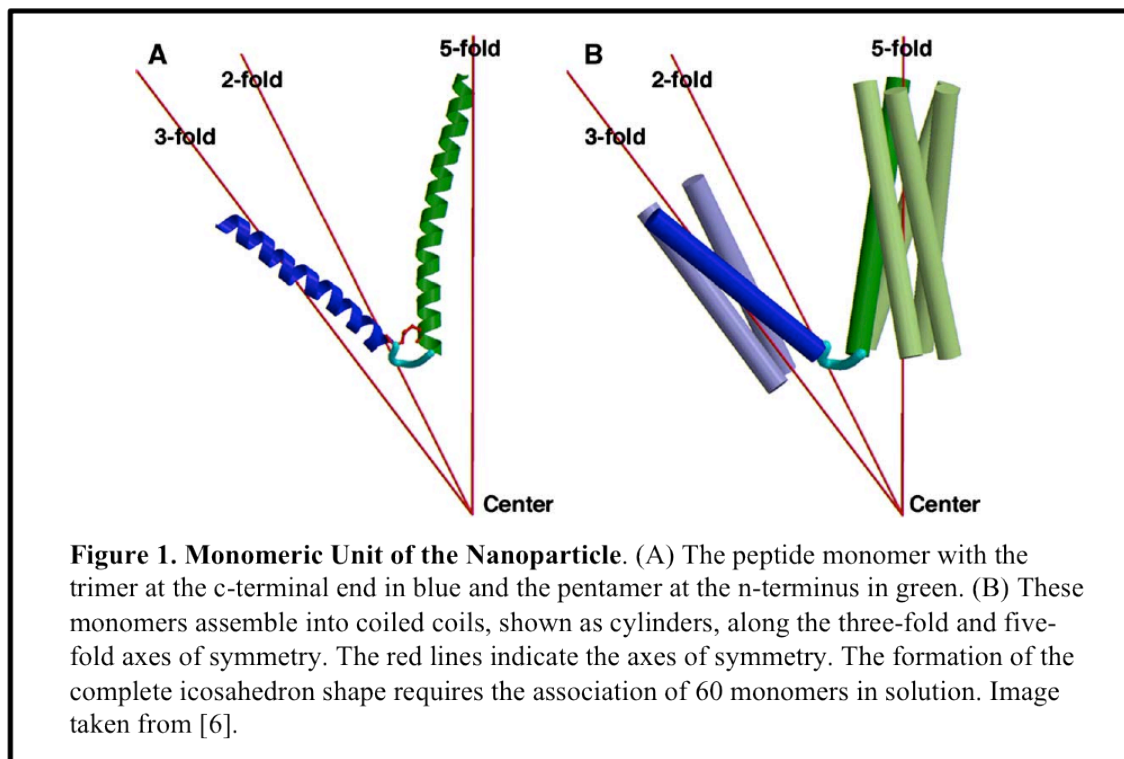 A
2-fold
3-fold
5-fold
Center
B
2-fold
3-fold
5-fold
Center
Figure 1. Monomeric Unit of the Nanoparticle. (A) The peptide monomer with the
trimer at the c-terminal end in blue and the pentamer at the n-terminus in green. (B) These
monomers assemble into coiled coils, shown as cylinders, along the three-fold and five-
fold axes of symmetry. The red lines indicate the axes of symmetry. The formation of the
complete icosahedron shape requires the association of 60 monomers in solution. Image
taken from [6].